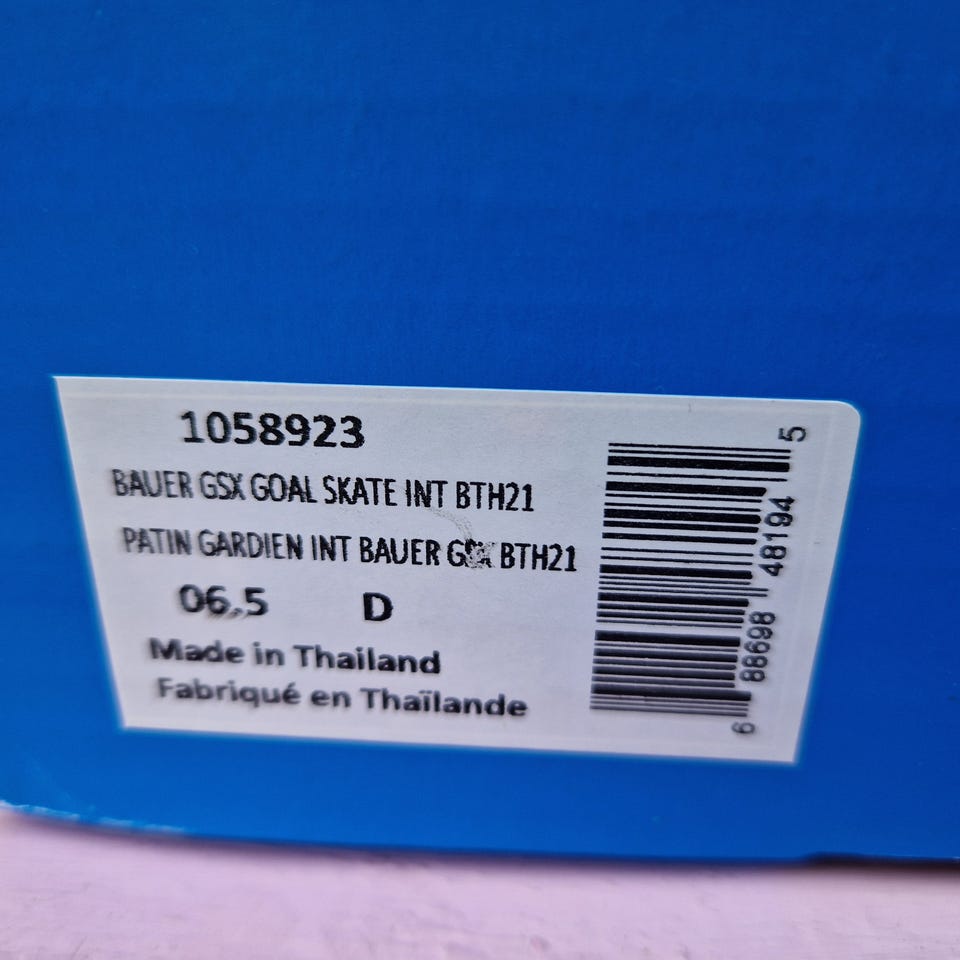 1058923
BAUER GSX GOAL SKATE INT BTH21
PATIN GARDIEN INT BAUER GSX BTH21
06.5 D
Made in Thailand
Fabriqué en Thaïlande
6 88698 48194 5